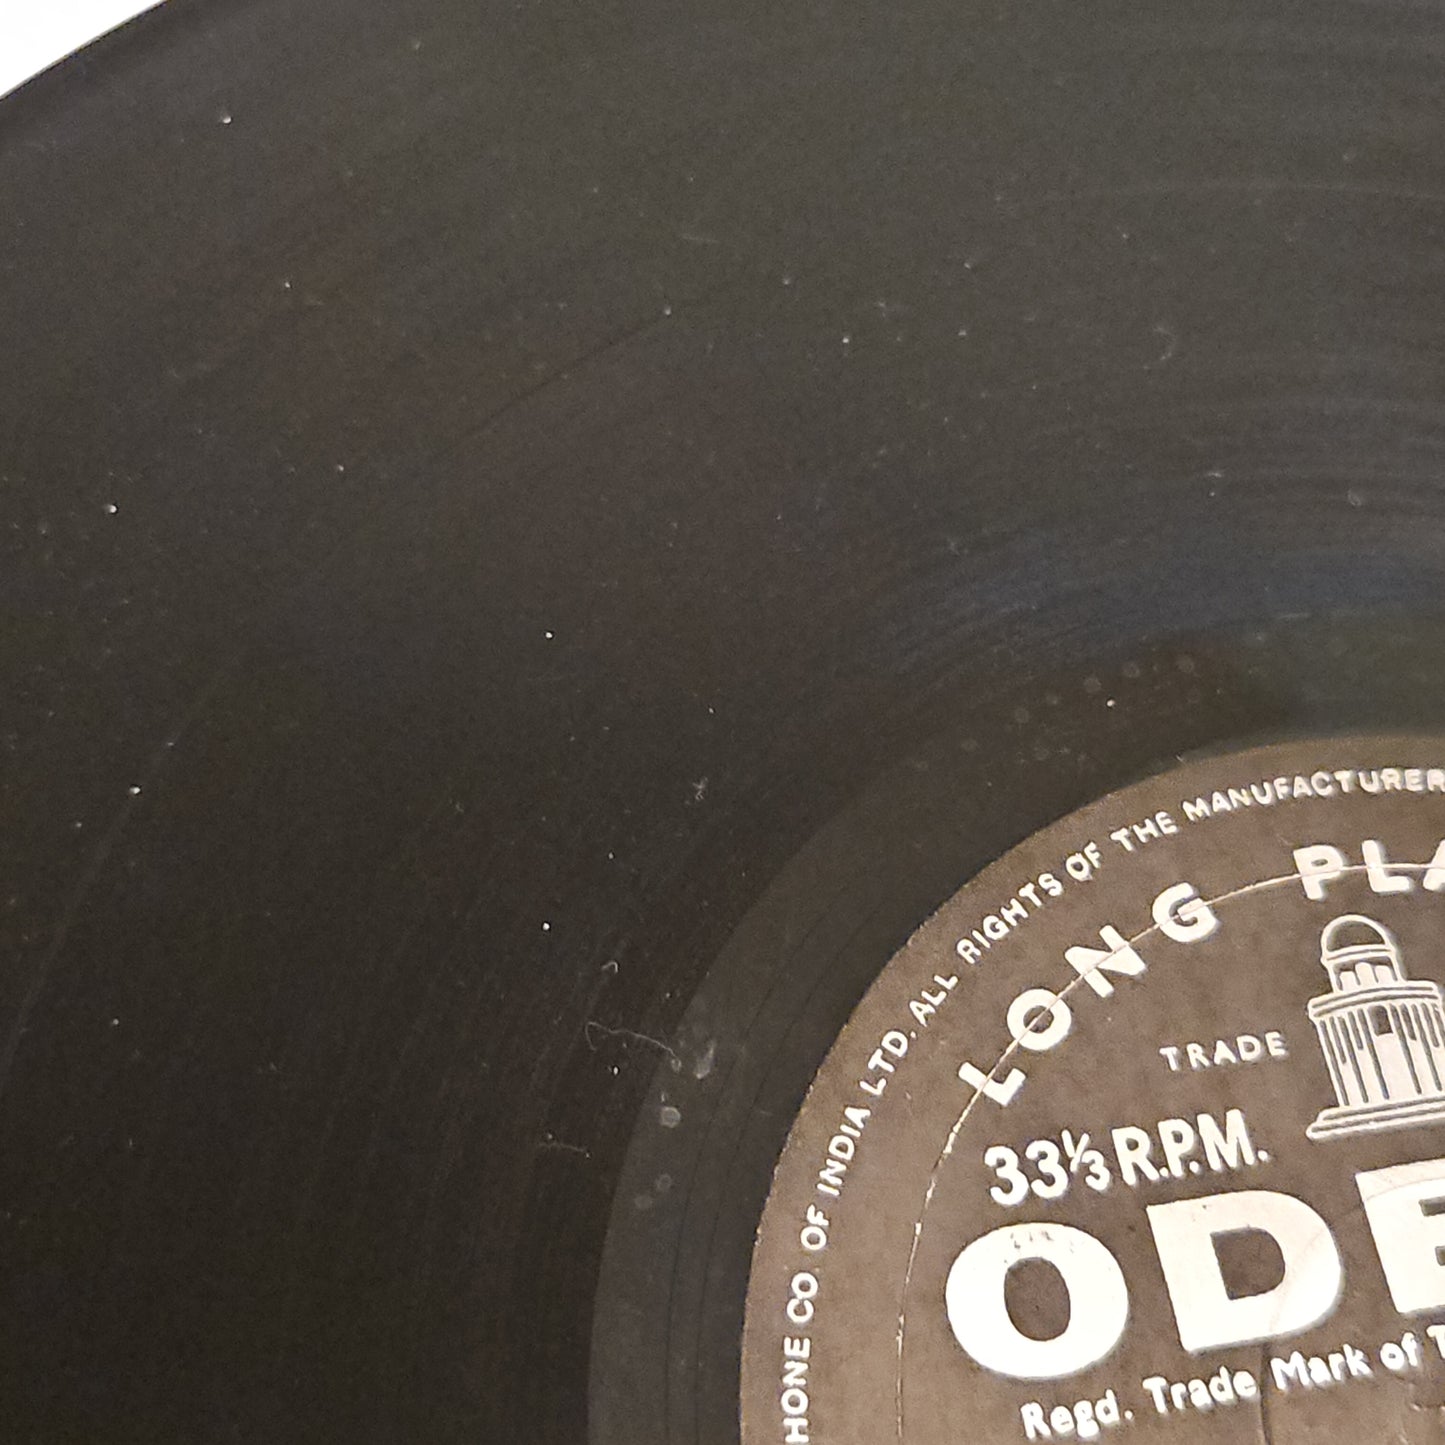 HONE CO. OF INDIA LTD. ALL RIGHTS OF THE MANUFACTURER
LONG PLA
TRADE
33⅓ R.P.M.
ODE
Regd. Trade Mark of T